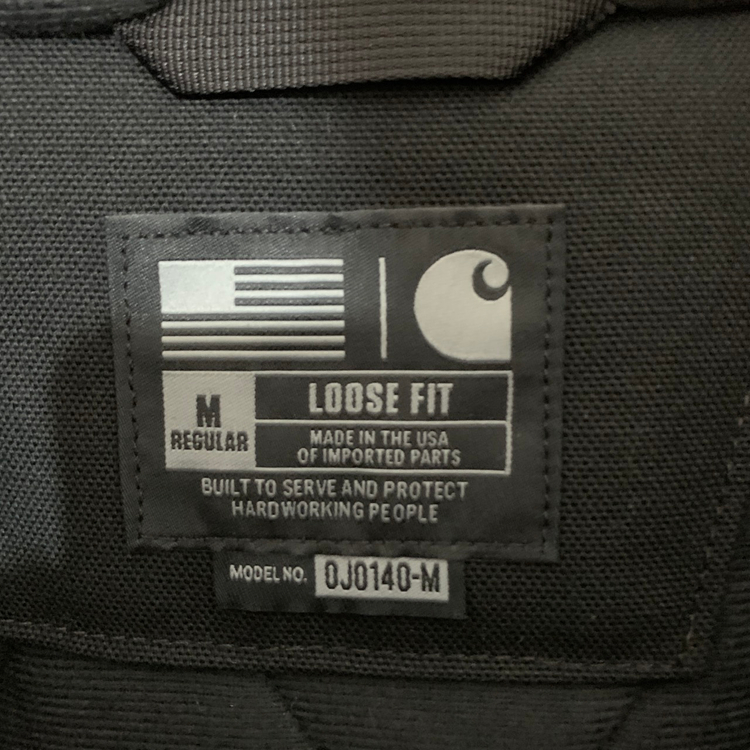 M
REGULAR
LOOSE FIT
MADE IN THE USA
OF IMPORTED PARTS
BUILT TO SERVE AND PROTECT
HARDWORKING PEOPLE
MODEL NO. 0J0140-M